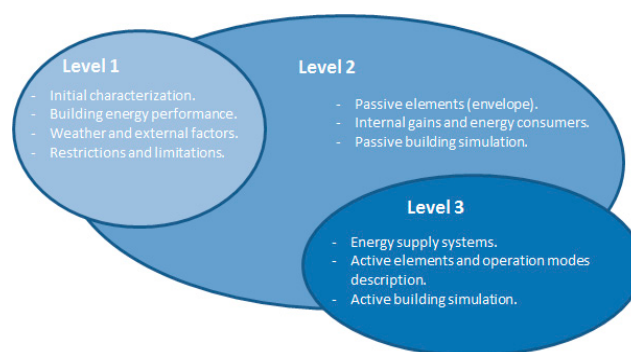 Level 1
- Initial characterization.
- Building energy performance.
- Weather and external factors.
- Restrictions and limitations.
Level 2
- Passive elements (envelope).
- Internal gains and energy consumers.
- Passive building simulation.
Level 3
- Energy supply systems.
- Active elements and operation modes
description.
- Active building simulation.